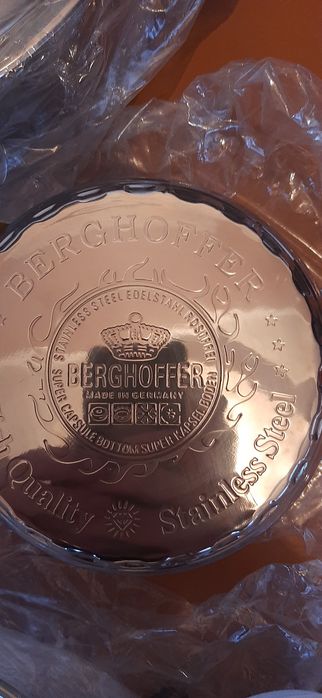 BERGHOFFER
STAINLESS STEEL EDELSTAHL ROSTFREI
BERGHOFFER
MADE IN GERMANY
SUPER CAPSULE BOTTOM SUPER KAPSEL BODEN
Quality
Stainless Steel